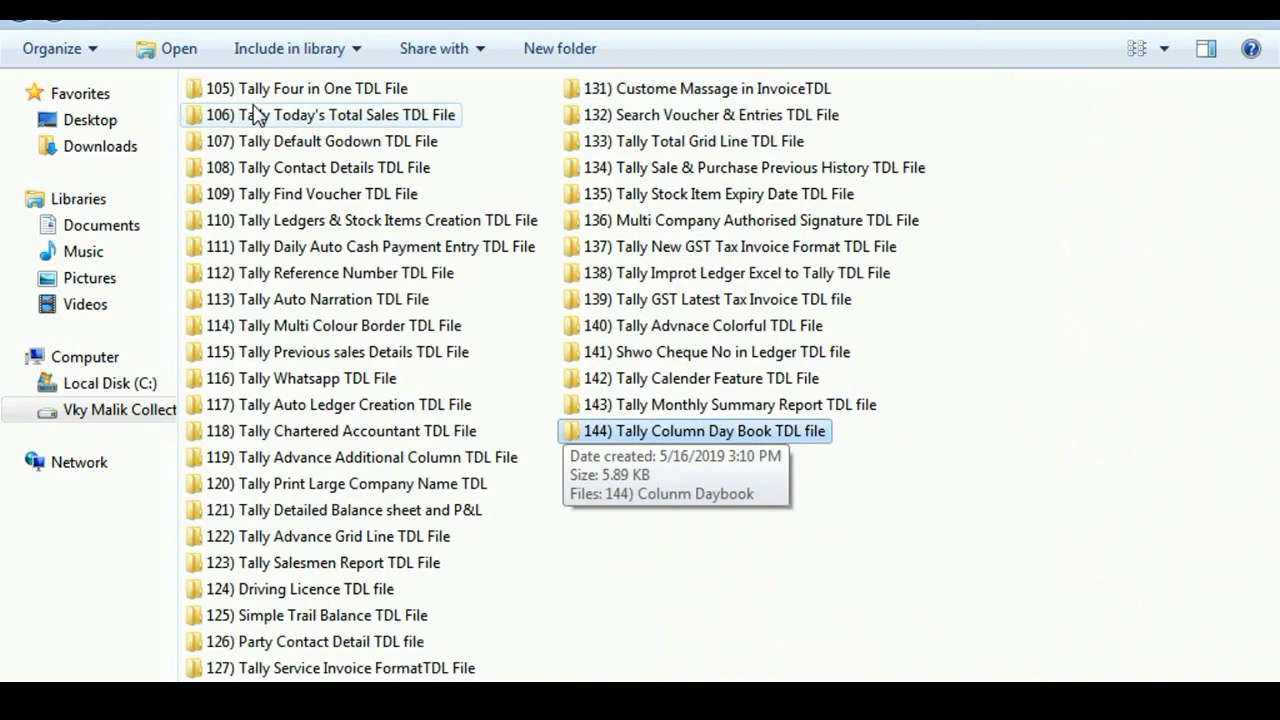 Organize
Open
Include in library
Share with
New folder
Favorites
Desktop
Downloads
Libraries
Documents
Music
Pictures
Videos
Computer
Local Disk (C:)
Vky Malik Collect
Network
105) Tally Four in One TDL File
106) Tally Today's Total Sales TDL File
107) Tally Default Godown TDL File
108) Tally Contact Details TDL File
109) Tally Find Voucher TDL File
110) Tally Ledgers & Stock Items Creation TDL File
111) Tally Daily Auto Cash Payment Entry TDL File
112) Tally Reference Number TDL File
113) Tally Auto Narration TDL File
114) Tally Multi Colour Border TDL File
115) Tally Previous sales Details TDL File
116) Tally Whatsapp TDL File
117) Tally Auto Ledger Creation TDL File
118) Tally Chartered Accountant TDL File
119) Tally Advance Additional Column TDL File
120) Tally Print Large Company Name TDL
121) Tally Detailed Balance sheet and P&L
122) Tally Advance Grid Line TDL File
123) Tally Salesmen Report TDL File
124) Driving Licence TDL file
125) Simple Trail Balance TDL File
126) Party Contact Detail TDL file
127) Tally Service Invoice FormatTDL File
131) Custome Massage in InvoiceTDL
132) Search Voucher & Entries TDL File
133) Tally Total Grid Line TDL File
134) Tally Sale & Purchase Previous History TDL File
135) Tally Stock Item Expiry Date TDL File
136) Multi Company Authorised Signature TDL File
137) Tally New GST Tax Invoice Format TDL File
138) Tally Improt Ledger Excel to Tally TDL File
139) Tally GST Latest Tax Invoice TDL file
140) Tally Advnace Colorful TDL File
141) Shwo Cheque No in Ledger TDL file
142) Tally Calender Feature TDL File
143) Tally Monthly Summary Report TDL file
144) Tally Column Day Book TDL file
Date created: 5/16/2019 3:10 PM
Size: 5.89 KB
Files: 144) Colunm Daybook